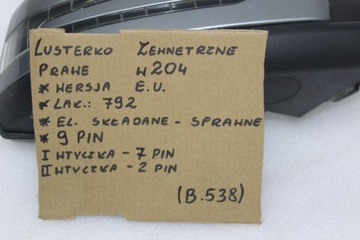 LUSTERKO ZEWNETRZNE
PRAWE W204
* WERSJA E.U.
* LAK.: 792
* EL. SKŁADANE - SPRAWNE
* 9 PIN
I WTYCZKA - 7 PIN
II WTYCZKA - 2 PIN
(B.538)